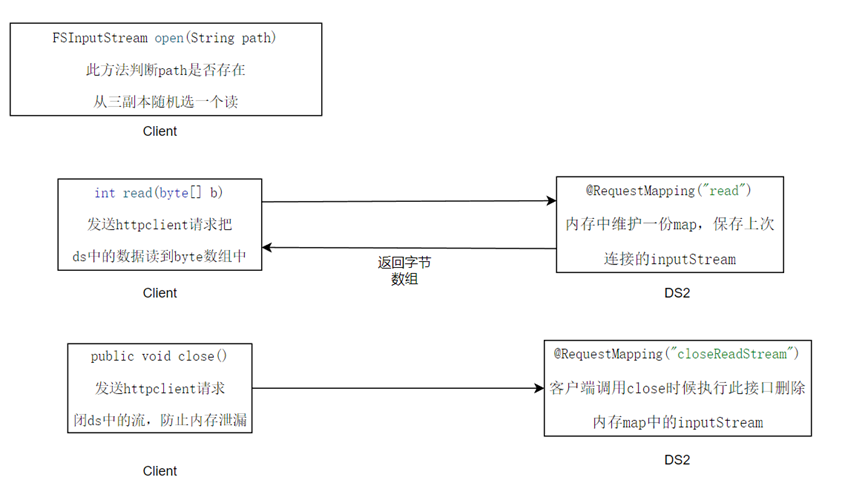 FSInputStream open(String path)
此方法判断path是否存在
从三副本随机选一个读
Client
int read(byte[] b)
发送httpclient请求把
ds中的数据读到byte数组中
Client
返回字节
数组
@RequestMapping("read")
内存中维护一份map，保存上次
连接的inputStream
DS2
public void close()
发送httpclient请求
闭ds中的流，防止内存泄漏
Client
@RequestMapping("closeReadStream")
客户端调用close时候执行此接口删除
内存map中的inputStream
DS2